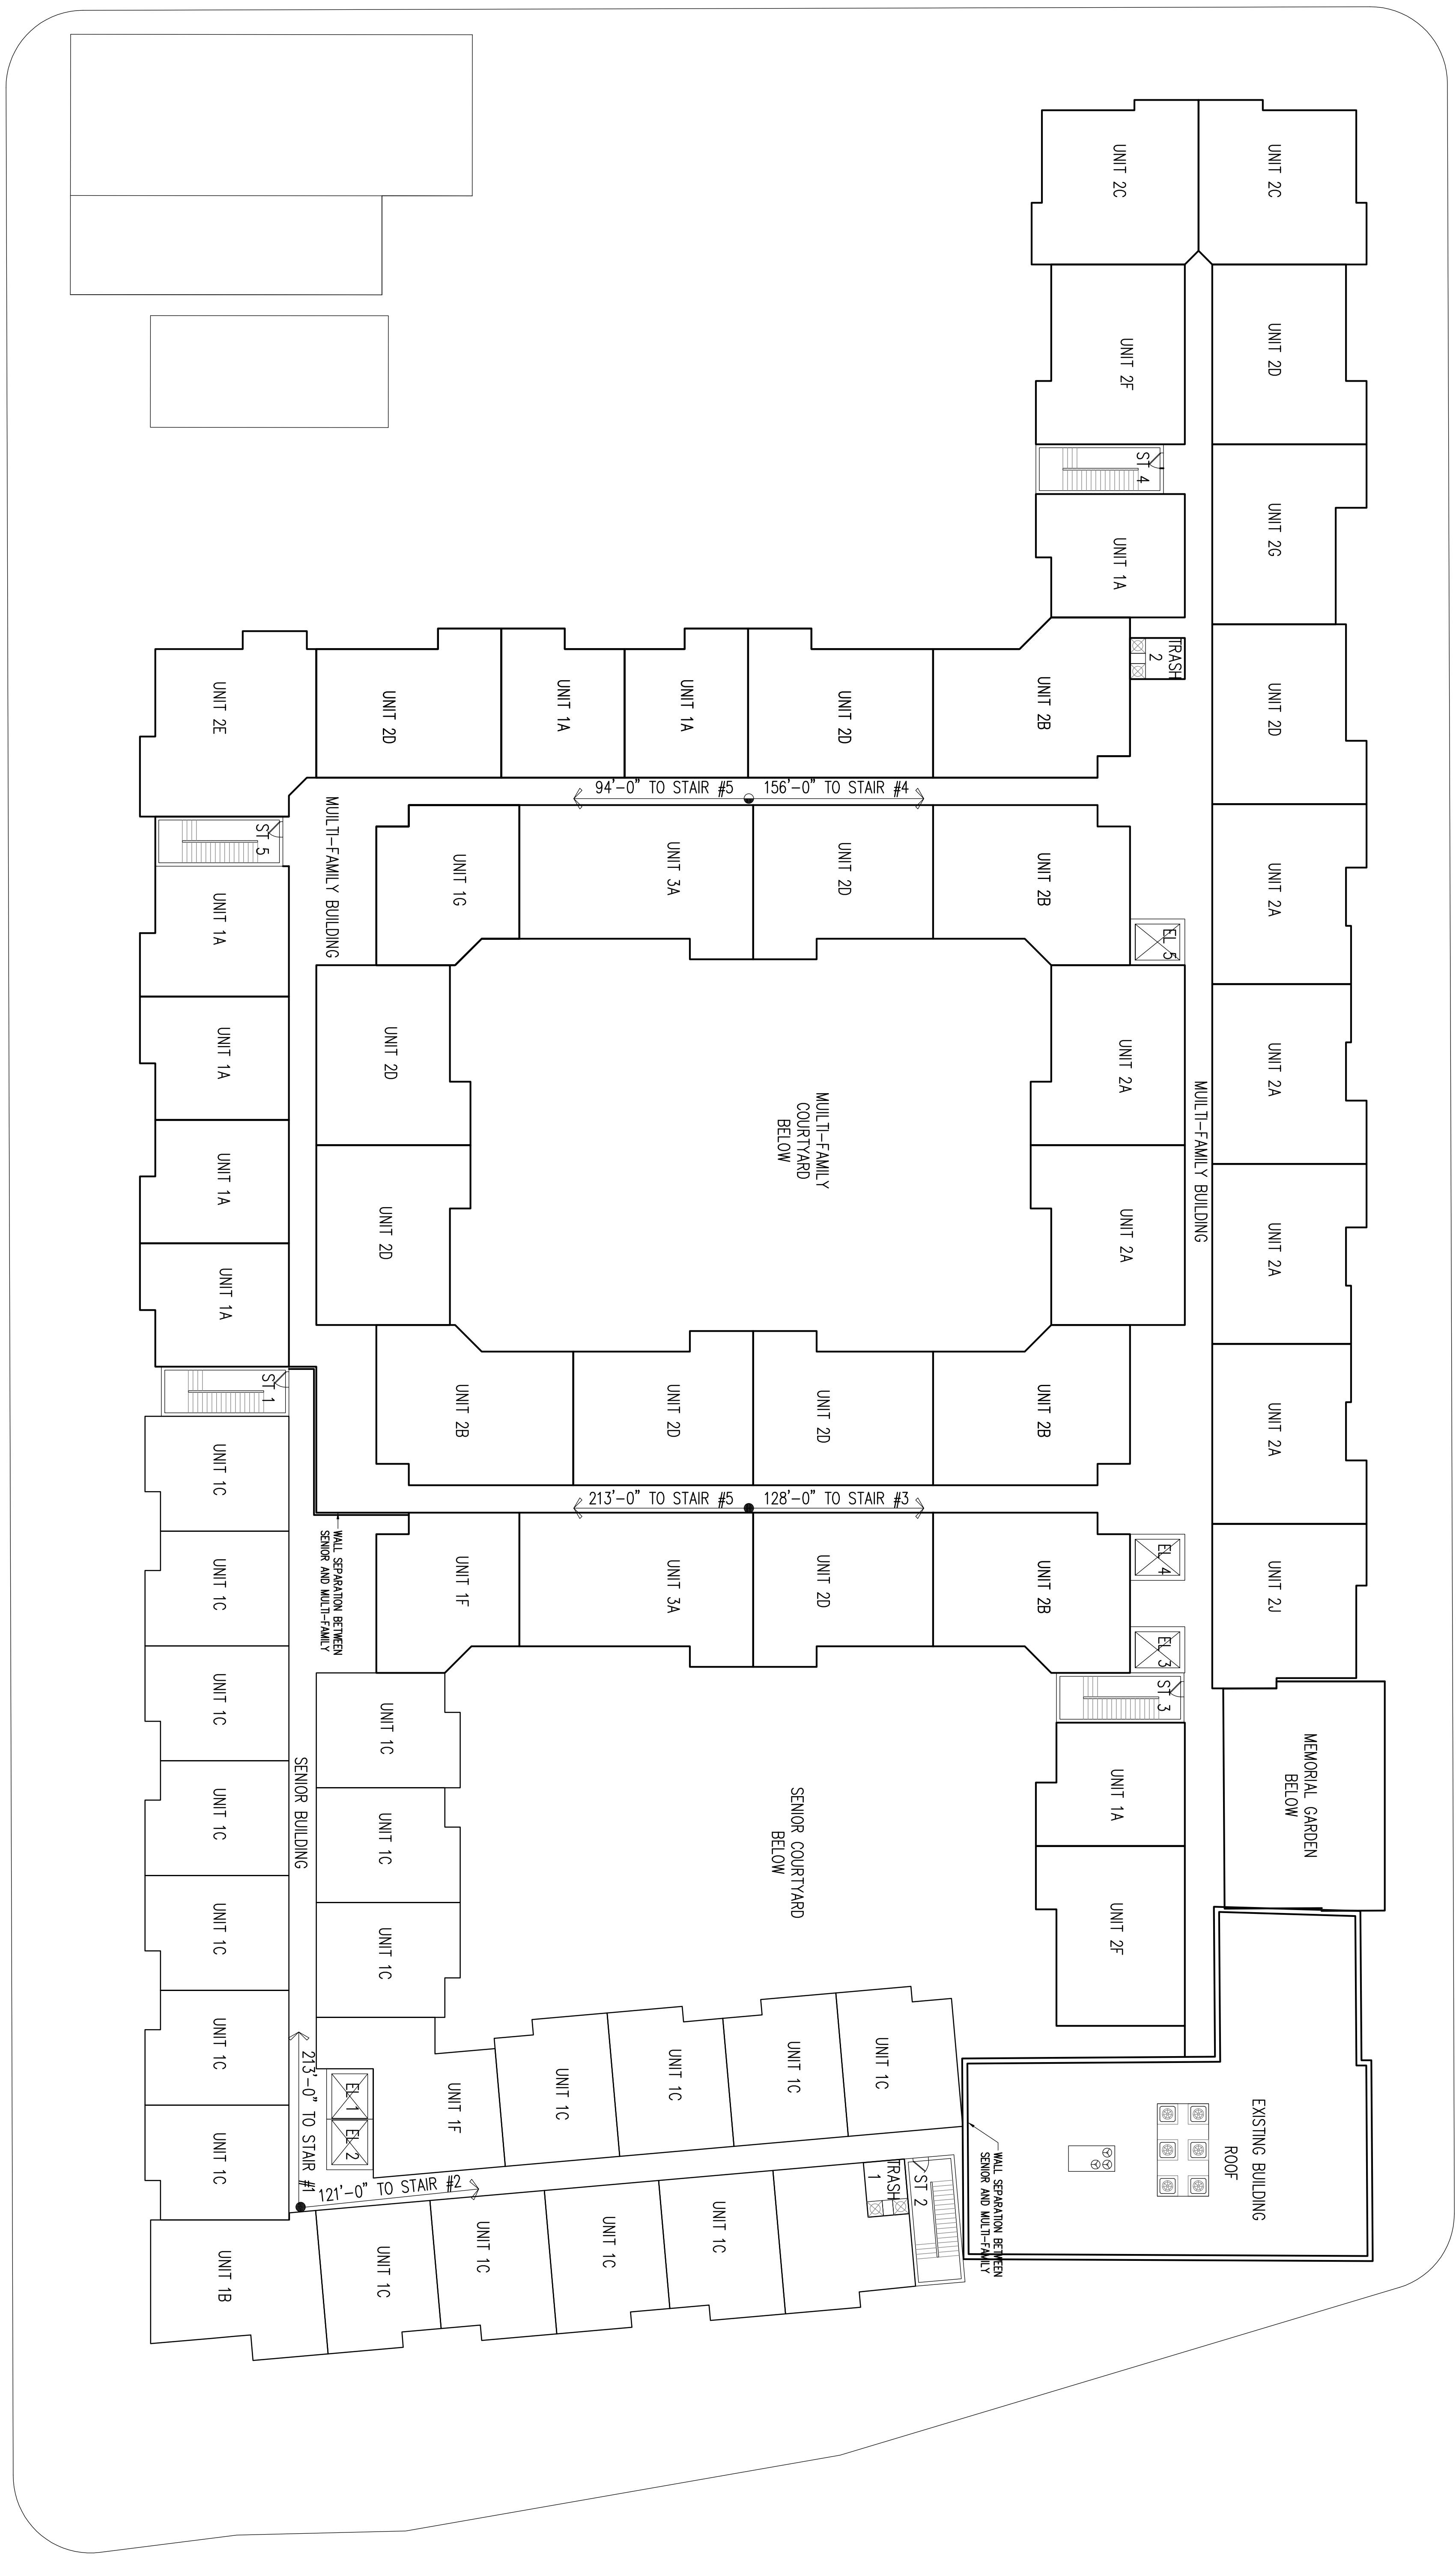 UNIT 2C
UNIT 2C
UNIT 2F
UNIT 2D
ST 4
UNIT 2G
UNIT 1A
TRASH
2
UNIT 2E
UNIT 2D
UNIT 1A
UNIT 1A
UNIT 2D
UNIT 2B
UNIT 2D
94'-0" TO STAIR #5
156'-0" TO STAIR #4
MUILTI-FAMILY BUILDING
ST 5
UNIT 1G
UNIT 3A
UNIT 2D
UNIT 2B
UNIT 2A
UNIT 1A
EL 5
UNIT 1A
UNIT 2D
UNIT 2A
UNIT 2A
MUILTI-FAMILY
COURTYARD
BELOW
MUILTI-FAMILY BUILDING
UNIT 1A
UNIT 2D
UNIT 2A
UNIT 2A
UNIT 1A
ST 1
UNIT 2B
UNIT 2D
UNIT 2D
UNIT 2B
UNIT 2A
UNIT 1C
213'-0" TO STAIR #5
128'-0" TO STAIR #3
WALL SEPARATION BETWEEN
SENIOR AND MULTI-FAMILY
UNIT 1C
UNIT 1F
UNIT 3A
UNIT 2D
UNIT 2B
EL 4
UNIT 2J
EL 3
ST 3
UNIT 1C
UNIT 1C
MEMORIAL GARDEN
BELOW
SENIOR BUILDING
UNIT 1C
UNIT 1C
SENIOR COURTYARD
BELOW
UNIT 1A
UNIT 1C
UNIT 1C
UNIT 2F
UNIT 1C
213'-0" TO STAIR #1
EL 1
EL 2
UNIT 1F
UNIT 1C
UNIT 1C
UNIT 1C
UNIT 1C
EXISTING BUILDING
ROOF
UNIT 1C
121'-0" TO STAIR #2
TRASH
1
ST 2
WALL SEPARATION BETWEEN
SENIOR AND MULTI-FAMILY
UNIT 1B
UNIT 1C
UNIT 1C
UNIT 1C
UNIT 1C